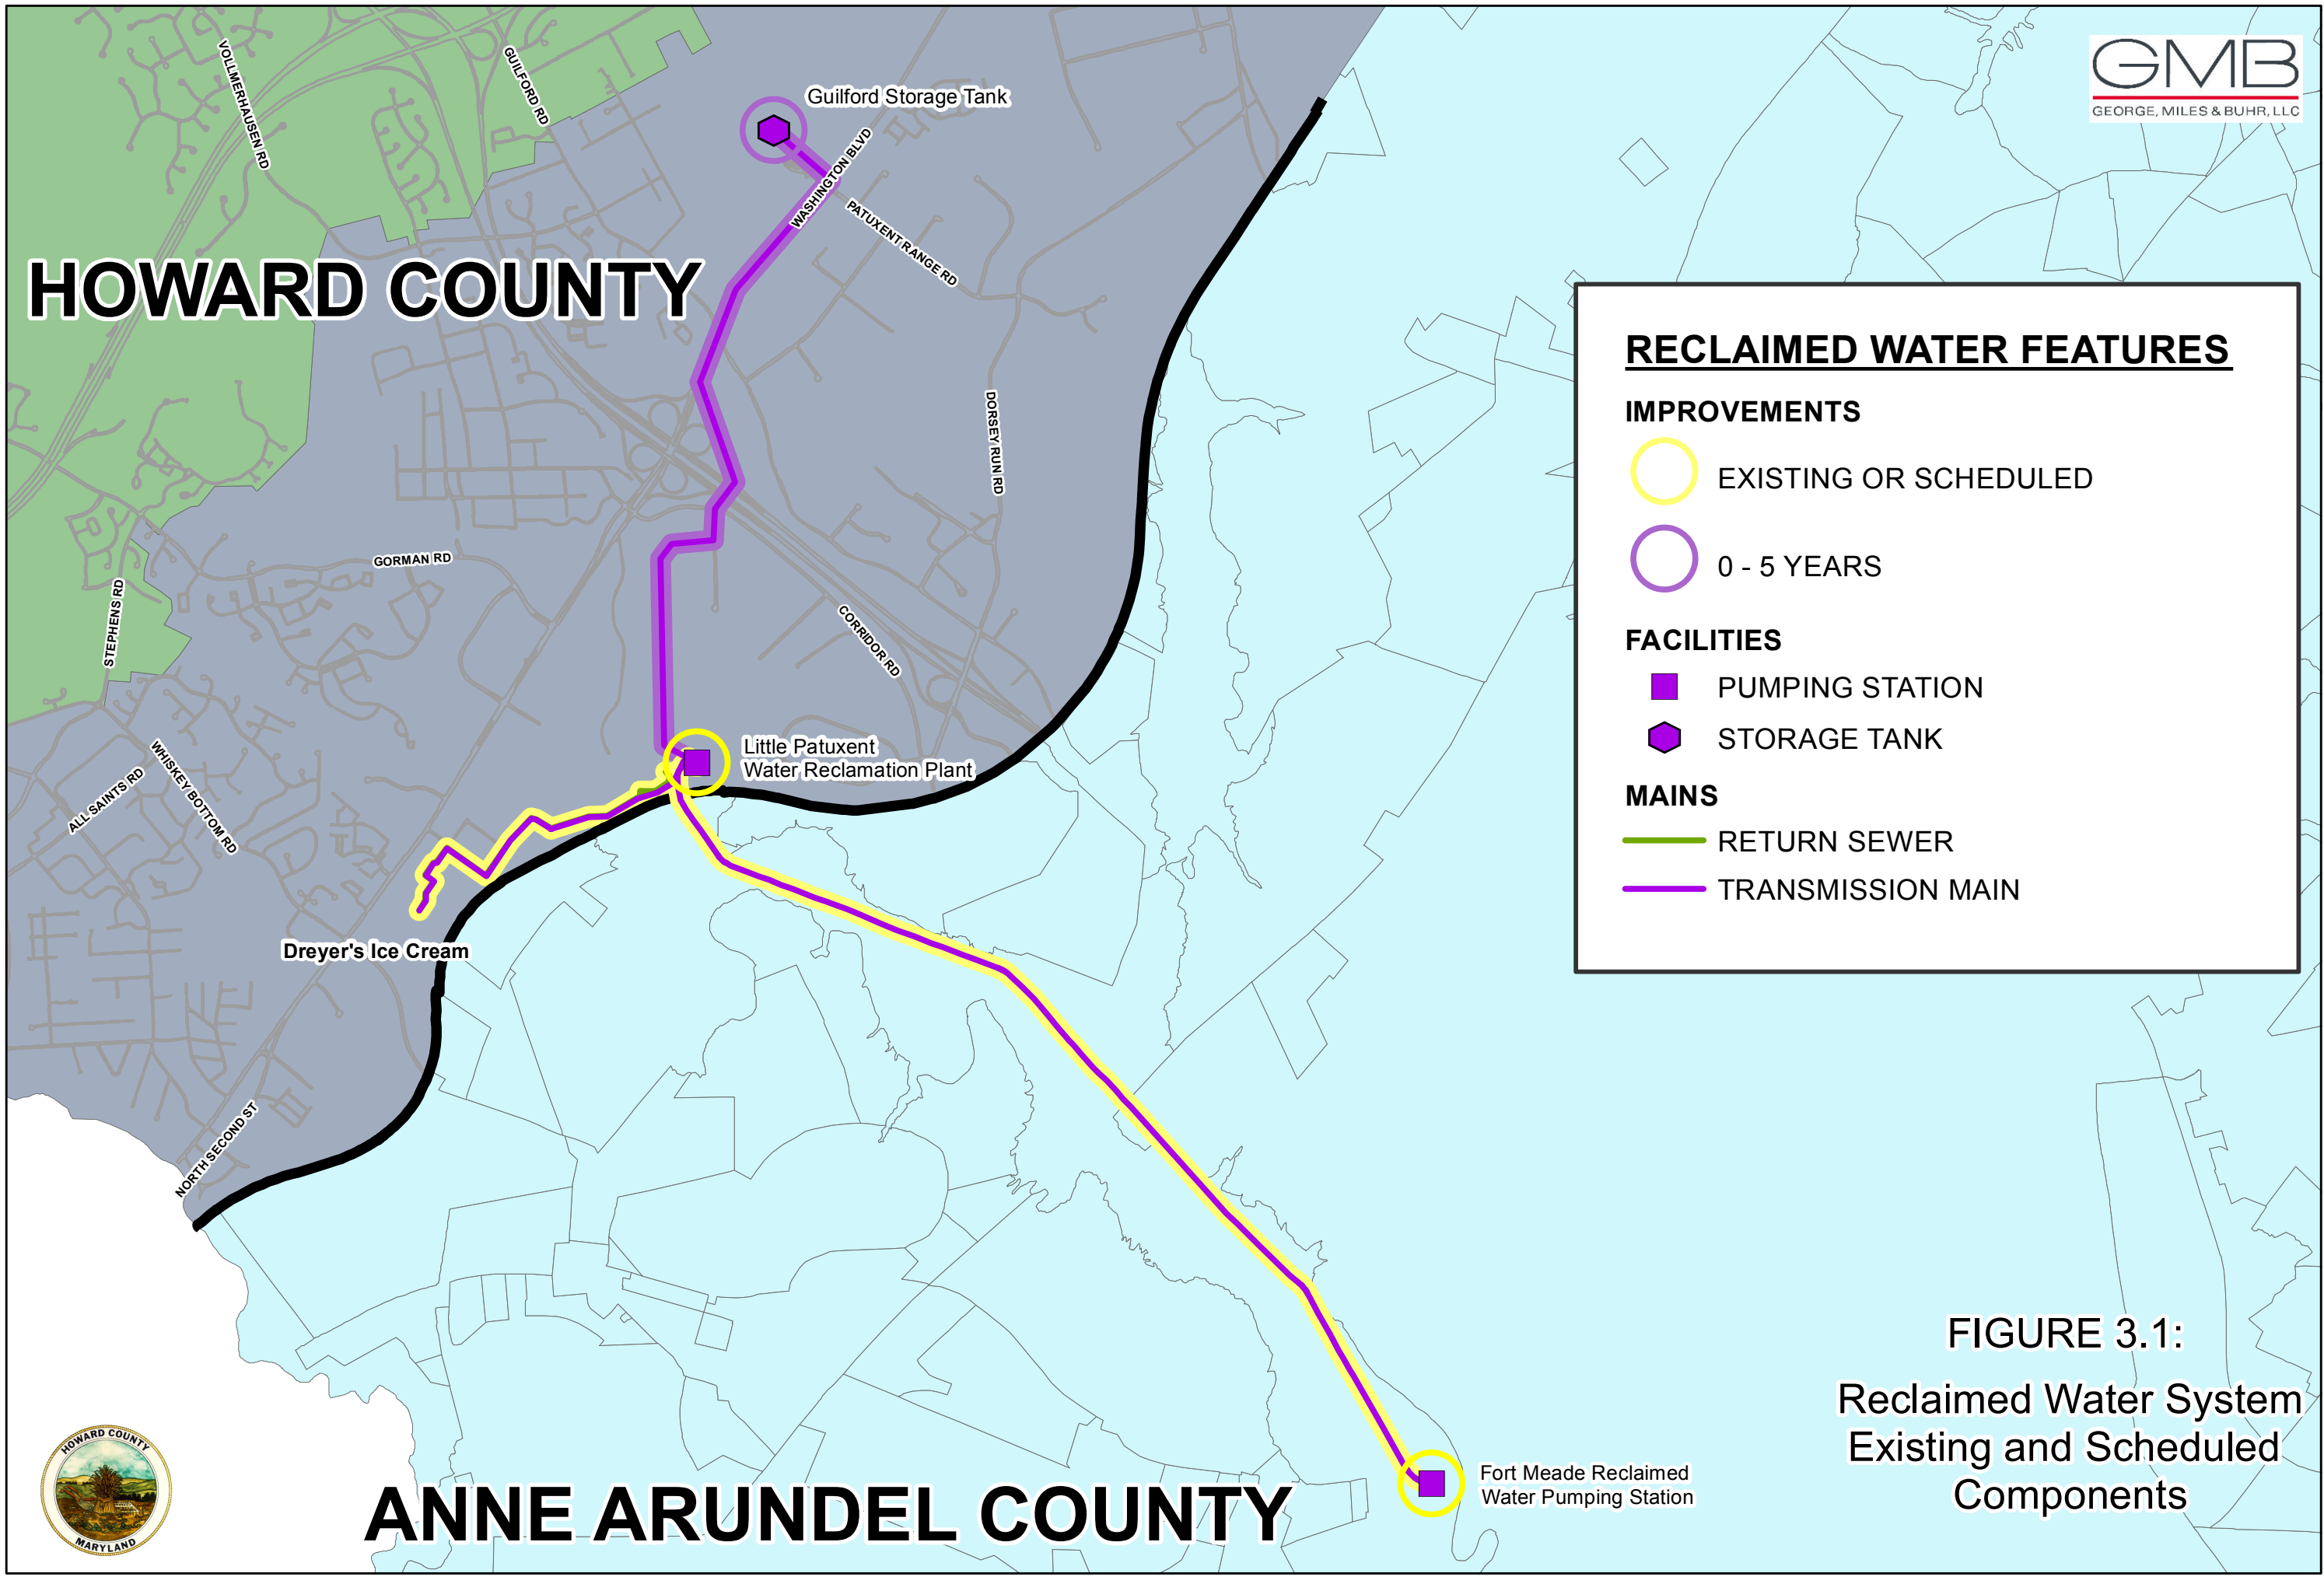 VOLLMERHAUSEN RD
GUILFORD RD
Guilford Storage Tank
WASHINGTON BLVD
PATUXENT RANGE RD
GMB
GEORGE, MILES & BUHR, LLC
HOWARD COUNTY
DORSEY RUN RD
GORMAN RD
STEPHENS RD
CORRIDOR RD
WHISKEY BOTTOM RD
ALL SAINTS RD
Little Patuxent
Water Reclamation Plant
Dreyer's Ice Cream
NORTH SECOND ST
RECLAIMED WATER FEATURES
IMPROVEMENTS
EXISTING OR SCHEDULED
0 - 5 YEARS
FACILITIES
PUMPING STATION
STORAGE TANK
MAINS
RETURN SEWER
TRANSMISSION MAIN
FIGURE 3.1:
Reclaimed Water System
Existing and Scheduled
Components
Fort Meade Reclaimed
Water Pumping Station
ANNE ARUNDEL COUNTY
HOWARD COUNTY
MARYLAND